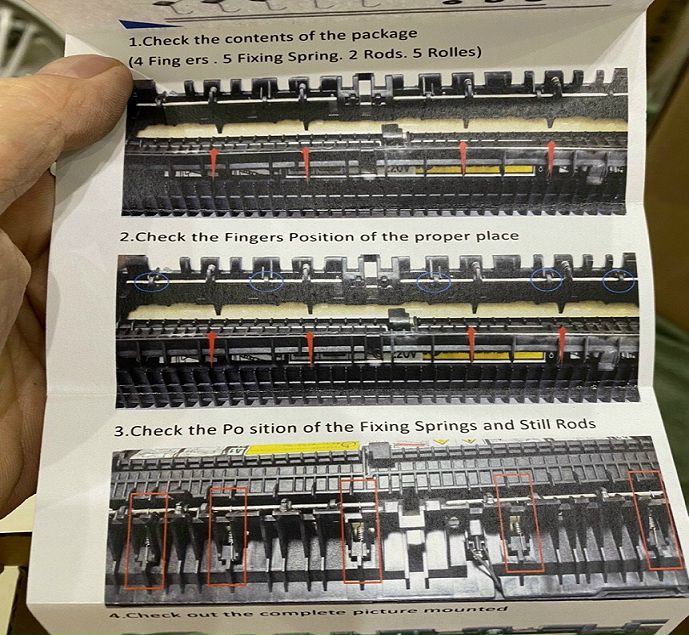 1.Check the contents of the package
(4 Fing ers . 5 Fixing Spring. 2 Rods. 5 Rolles)
2.Check the Fingers Position of the proper place
3.Check the Po sition of the Fixing Springs and Still Rods
4.Check out the complete picture mounted